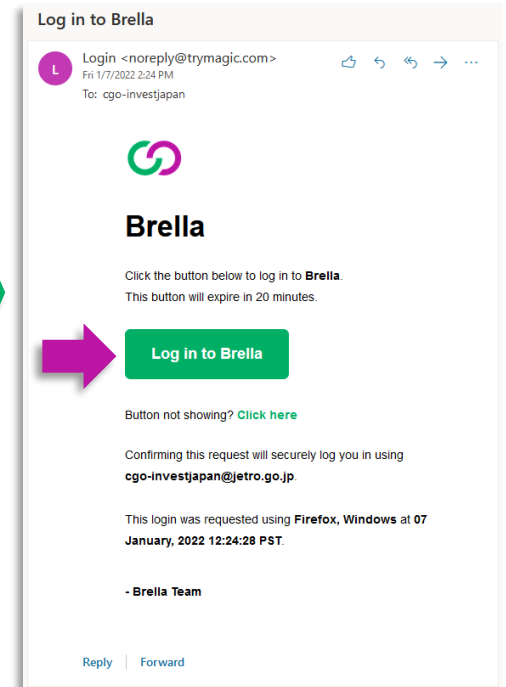 Log in to Brella
L
Login <noreply@trymagic.com>
Fri 1/7/2022 2:24 PM
To: cgo-investjapan
Brella
Click the button below to log in to Brella.
This button will expire in 20 minutes.
Log in to Brella
Button not showing? Click here
Confirming this request will securely log you in using
cgo-investjapan@jetro.go.jp.
This login was requested using Firefox, Windows at 07
January, 2022 12:24:28 PST.
- Brella Team
Reply
Forward